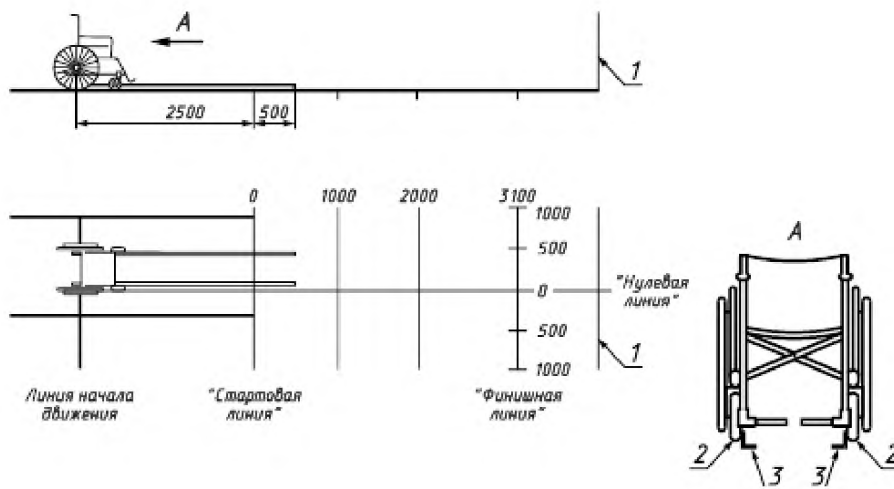 А
1
2500
500
0
1000
2000
3100
1000
500
0
500
1000
"Нулевая
линия"
1
Линия начала
движения
"Стартовая
линия"
"Финишная
линия"
А
2
3
3
2